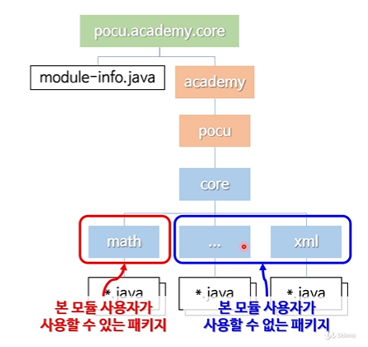 pocu.academy.core
module-info.java
academy
pocu
core
math
...
xml
*.java
*.java
*.java
본 모듈 사용자가
사용할 수 있는 패키지
본 모듈 사용자가
사용할 수 없는 패키지
Udemy